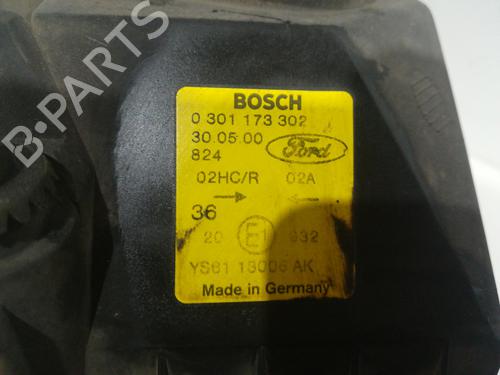 B-PARTS
BOSCH
0 301 173 302
30.05.00
824
Ford
02HC/R 02A
36
20 E1 932
YS61 13006 AK
Made in Germany